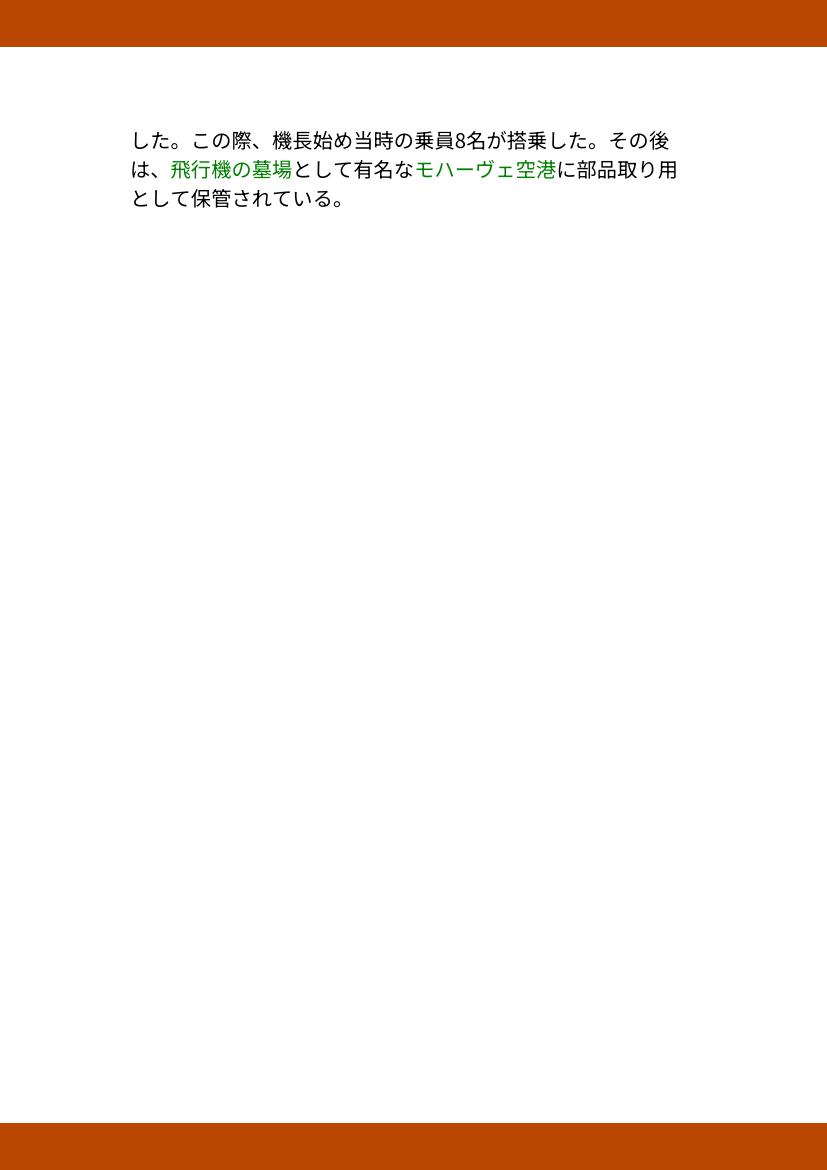 した。この際、機長始め当時の乗員8名が搭乗した。その後
は、飛行機の墓場として有名なモハーヴェ空港に部品取り用
として保管されている。